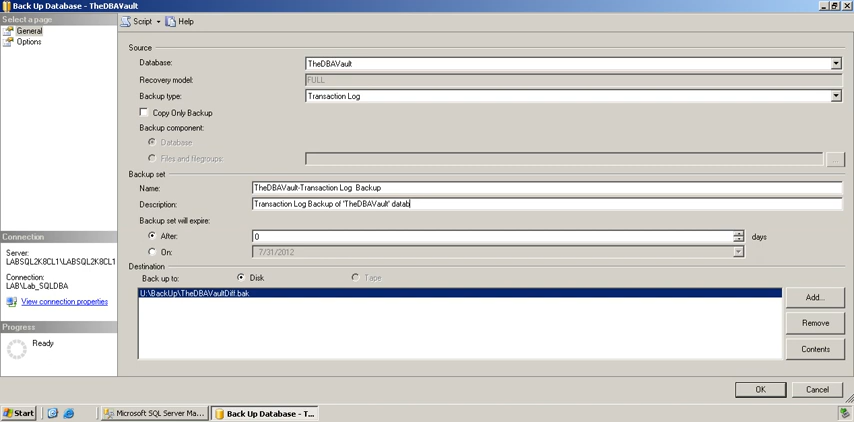 Back Up Database - TheDBAVault
Select a page
General
Options
Script
Help
Source
Database:
TheDBAVault
Recovery model:
FULL
Backup type:
Transaction Log
Copy Only Backup
Backup component:
Database
Files and filegroups:
...
Backup set
Name:
TheDBAVault-Transaction Log Backup
Description:
Transaction Log Backup of 'TheDBAVault' datab
Backup set will expire:
After:
0
days
On:
7/31/2012
Destination
Back up to:
Disk
Tape
U:\BackUp\TheDBAVaultDiff.bak
Add...
Remove
Contents
Connection
Server:
LABSQL2K8CL1\LABSQL2K8CL1
Connection:
LAB\Lab_SQLDBA
View connection properties
Progress
Ready
OK
Cancel
Start
Microsoft SQL Server Ma...
Back Up Database - T...